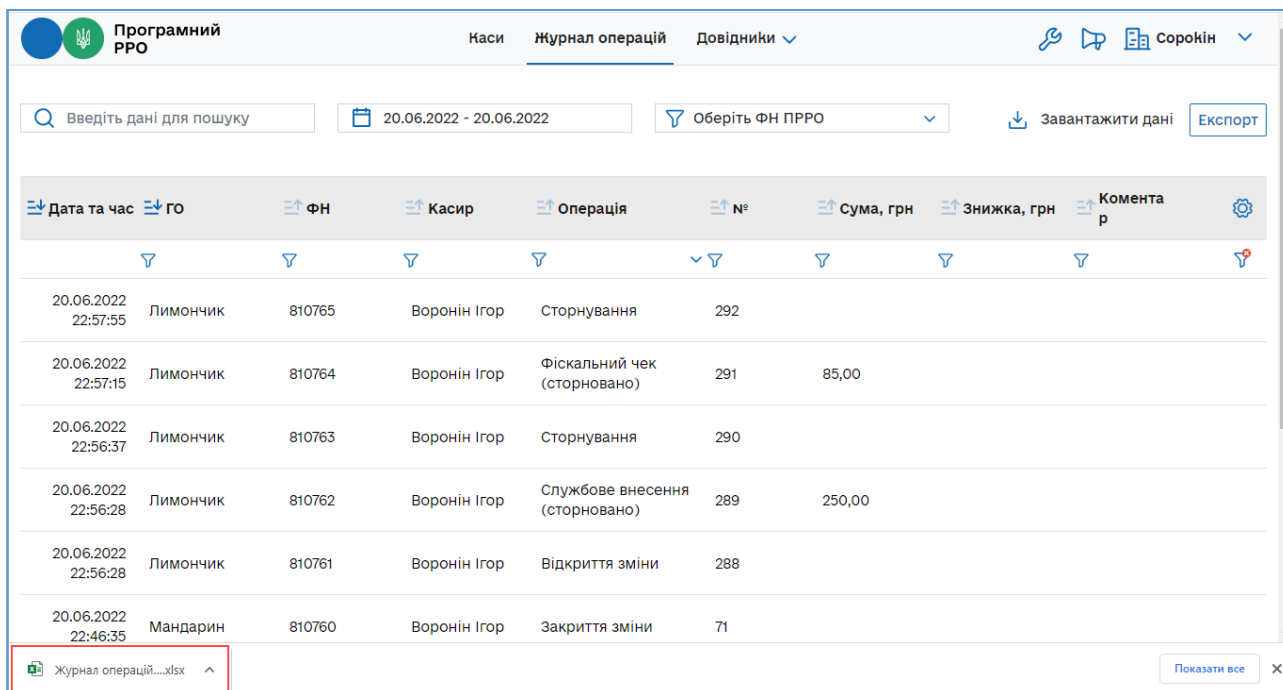 Програмний
РРО
Каси Журнал операцій Довідники Сорокін
Введіть дані для пошуку 20.06.2022 - 20.06.2022 Оберіть ФН ПРРО Завантажити дані Експорт
Дата та час ГО ФН Касир Операція № Сума, грн Знижка, грн Комента
р
20.06.2022
22:57:55 Лимончик 810765 Воронін Ігор Сторнування 292
20.06.2022
22:57:15 Лимончик 810764 Воронін Ігор Фіскальний чек
(сторновано) 291 85,00
20.06.2022
22:56:37 Лимончик 810763 Воронін Ігор Сторнування 290
20.06.2022
22:56:28 Лимончик 810762 Воронін Ігор Службове внесення
(сторновано) 289 250,00
20.06.2022
22:56:28 Лимончик 810761 Воронін Ігор Відкриття зміни 288
20.06.2022
22:46:35 Мандарин 810760 Воронін Ігор Закриття зміни 71
Журнал операцій....xlsx Показати все